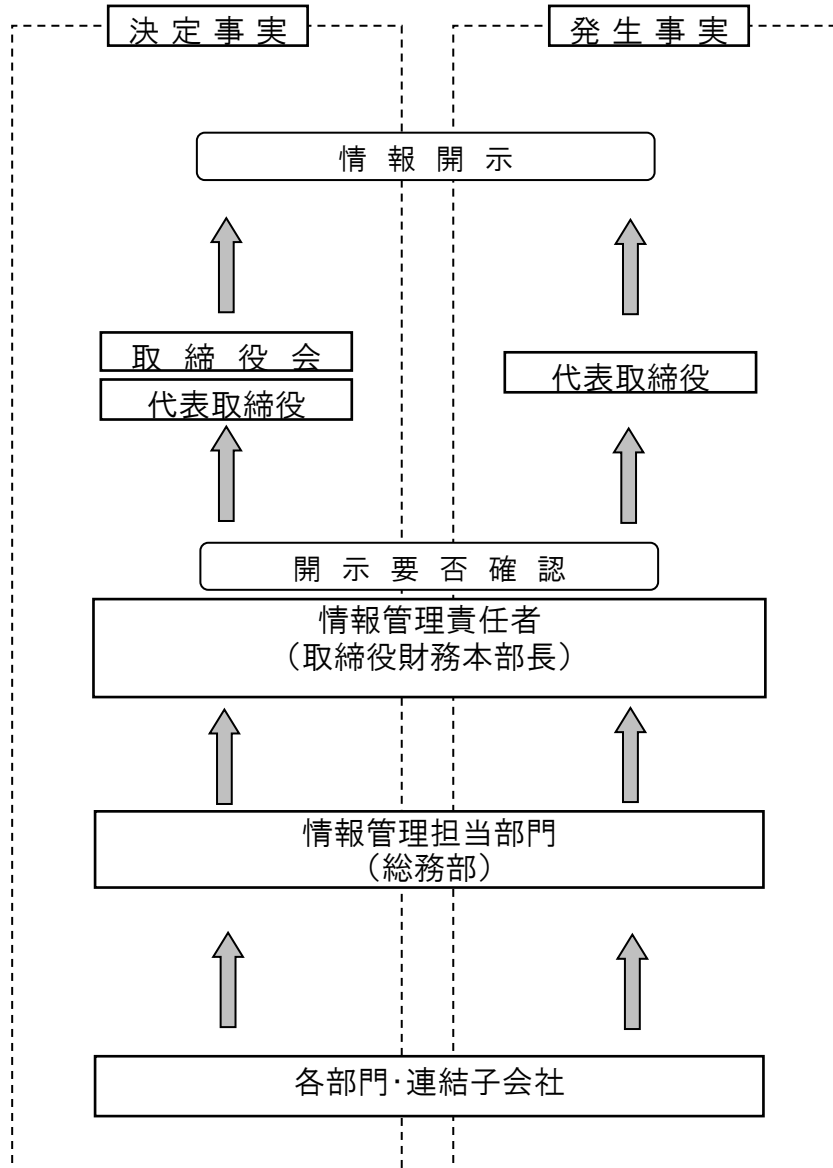 決定事実
発生事実
情報開示
取締役会
代表取締役
代表取締役
開示要否確認
情報管理責任者
（取締役財務本部長）
情報管理担当部門
（総務部）
各部門･連結子会社